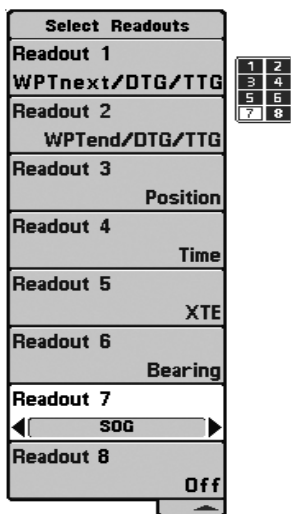 Select Readouts
Readout 1
WPTnext/DTG/TTG
Readout 2
WPTend/DTG/TTG
Readout 3
Position
Readout 4
Time
Readout 5
XTE
Readout 6
Bearing
Readout 7
SOG
Readout 8
Off
1 2
3 4
5 6
7 8